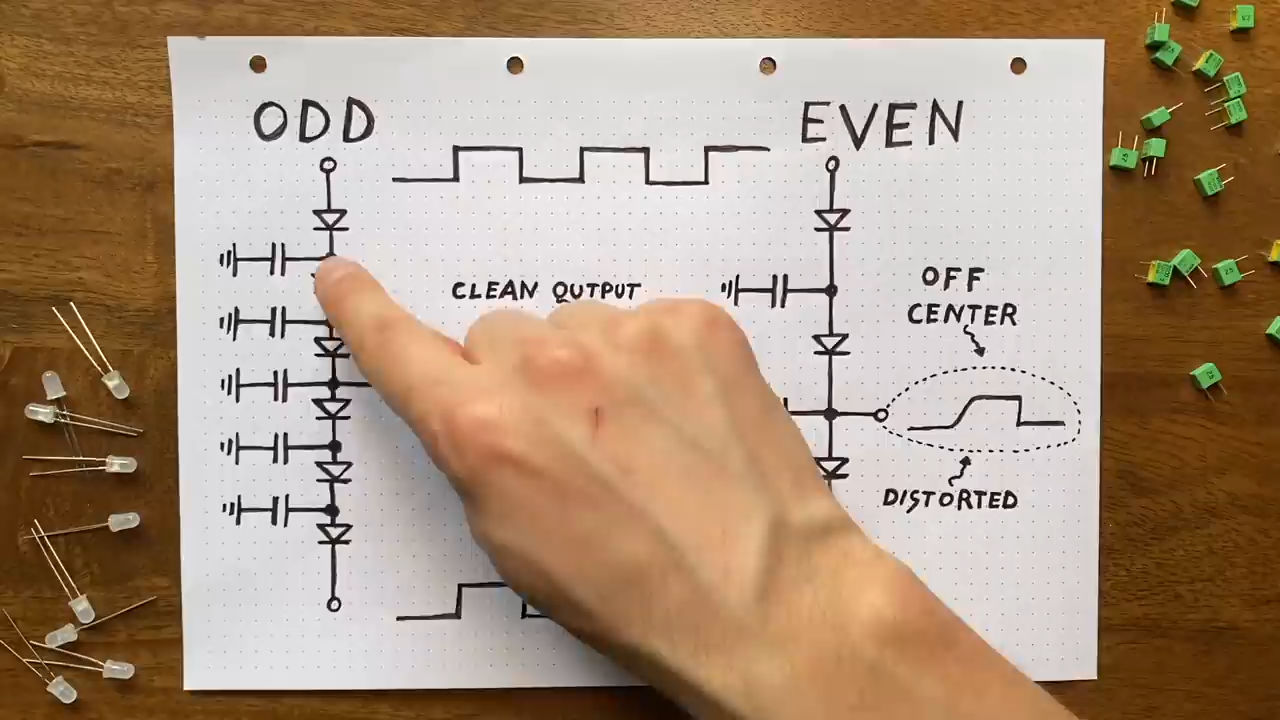 ODD
EVEN
CLEAN OUTPUT
OFF
CENTER
DISTORTED